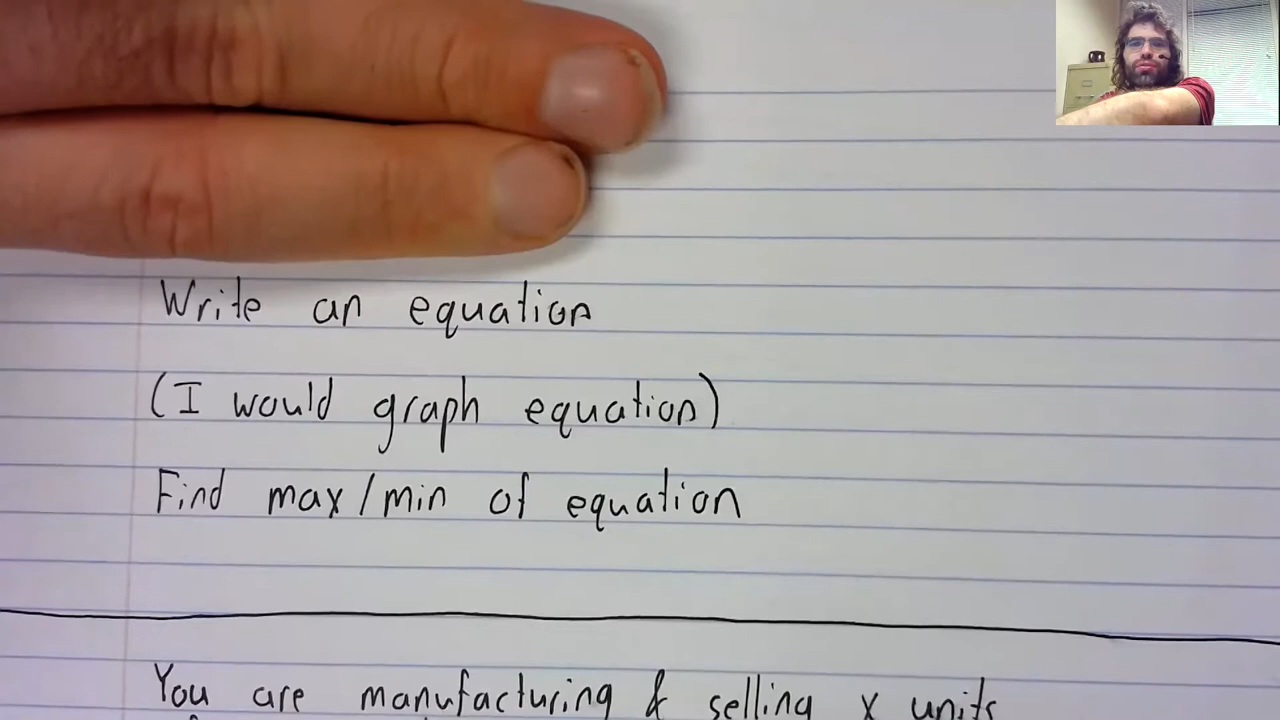 Write an equation
(I would graph equation)
Find max/min of equation
You are manufacturing & selling x units